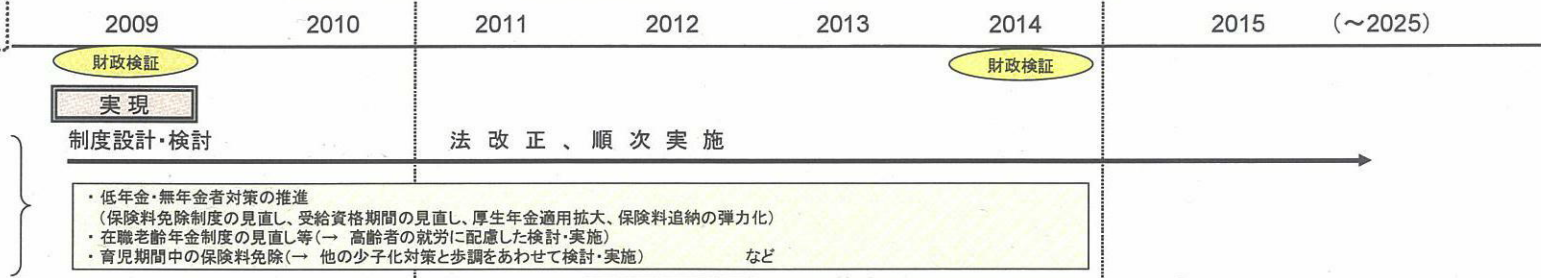 2009 2010 2011 2012 2013 2014 2015 (～2025)
財政検証 財政検証
実現
制度設計・検討 法改正、順次実施
・低年金・無年金者対策の推進
(保険料免除制度の見直し、受給資格期間の見直し、厚生年金適用拡大、保険料追納の弾力化)
・在職老齢年金制度の見直し等(→ 高齢者の就労に配慮した検討・実施)
・育児期間中の保険料免除(→ 他の少子化対策と歩調をあわせて検討・実施) など